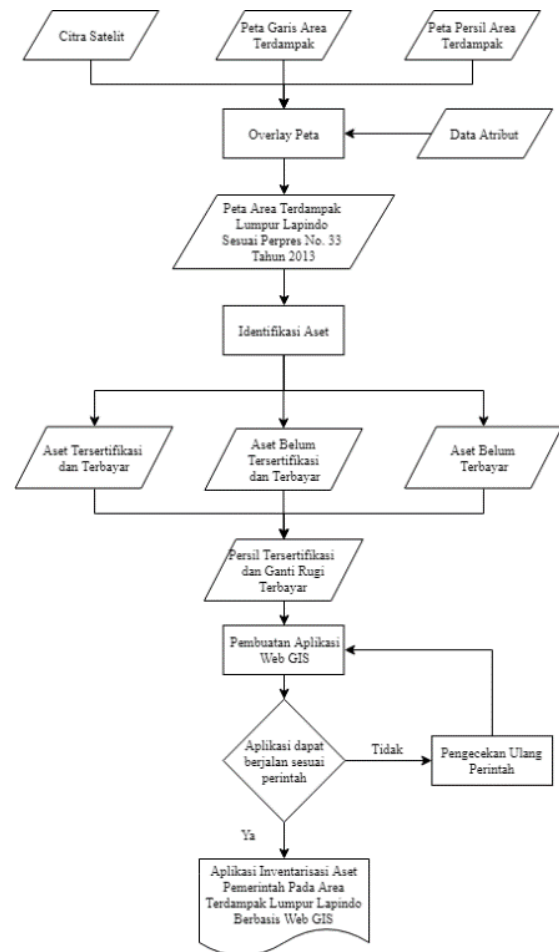 Citra Satelit
Peta Garis Area
Terdampak
Peta Persil Area
Terdampak
Overlay Peta
Data Atribut
Peta Area Terdampak
Lumpur Lapindo
Sesuai Perpres No. 33
Tahun 2013
Identifikasi Aset
Aset Tersertifikasi
dan Terbayar
Aset Belum
Tersertifikasi
dan Terbayar
Aset Belum
Terbayar
Persil Tersertifikasi
dan Ganti Rugi
Terbayar
Pembuatan Aplikasi
Web GIS
Aplikasi dapat
berjalan sesuai
perintah
Tidak
Pengecekan Ulang
Perintah
Ya
Aplikasi Inventarisasi Aset
Pemerintah Pada Area
Terdampak Lumpur Lapindo
Berbasis Web GIS